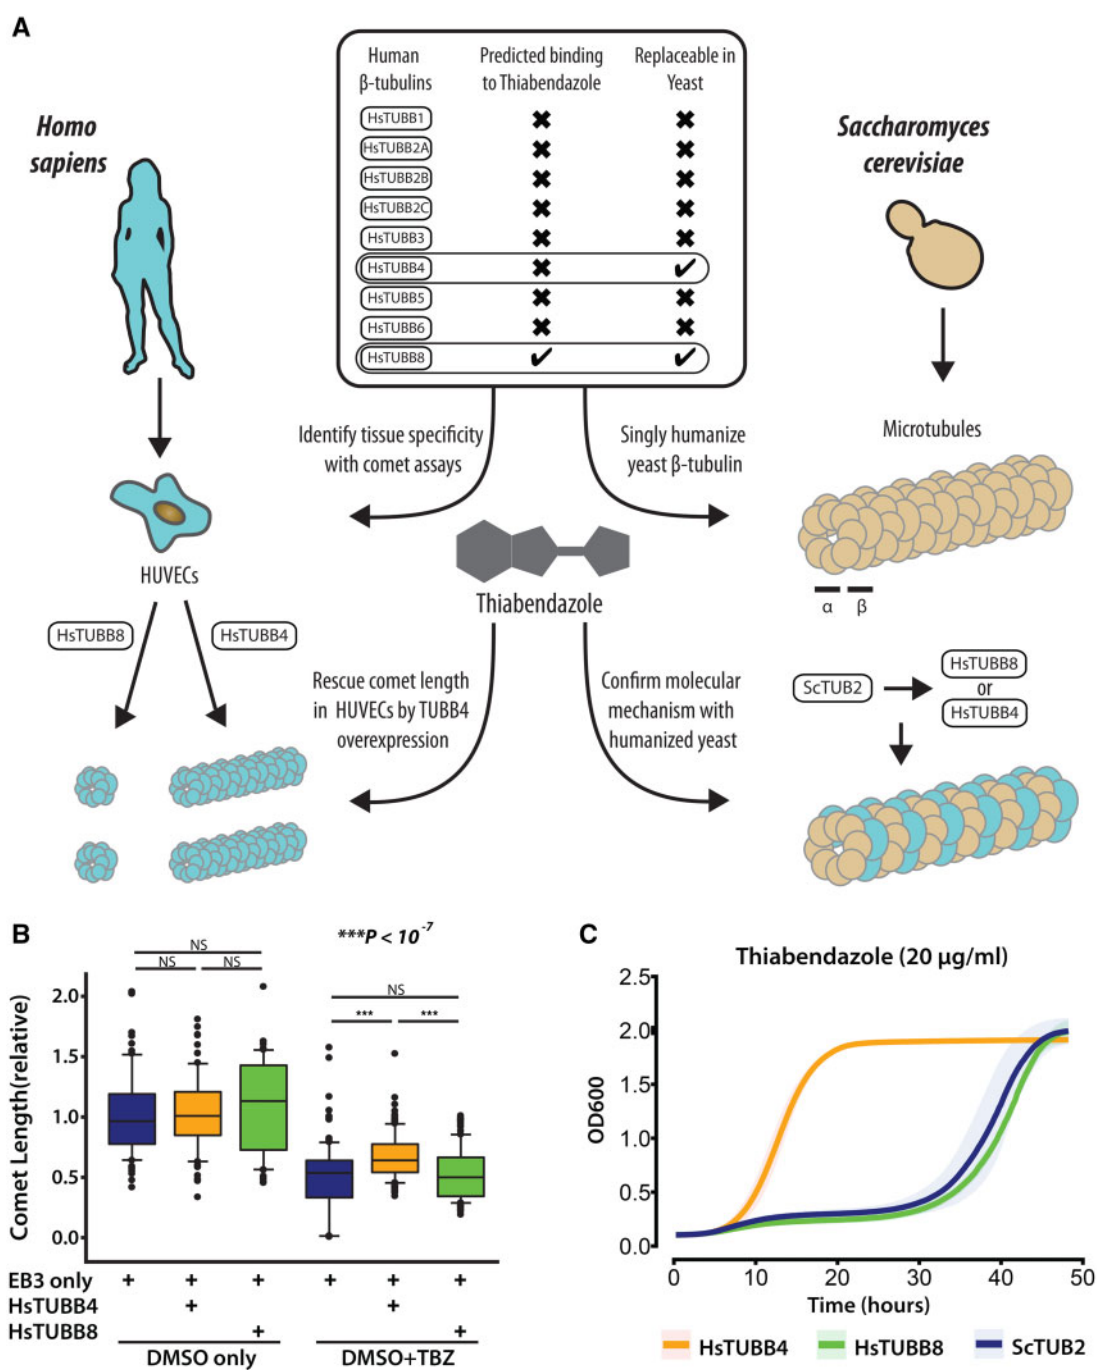 A
Homo
sapiens
Human
β-tubulins
Predicted binding
to Thiabendazole
Replaceable in
Yeast
HsTUBB1
HsTUBB2A
HsTUBB2B
HsTUBB2C
HsTUBB3
HsTUBB4
HsTUBB5
HsTUBB6
HsTUBB8
Saccharomyces
cerevisiae
Identify tissue specificity
with comet assays
Singly humanize
yeast β-tubulin
Microtubules
HUVECs
Thiabendazole
α β
HsTUBB8
HsTUBB4
Rescue comet length
in HUVECs by TUBB4
overexpression
Confirm molecular
mechanism with
humanized yeast
ScTUB2
HsTUBB8
or
HsTUBB4
B
***P < 10⁻⁷
NS
NS NS
NS
*** ***
Comet Length(relative)
2.0
1.5
1.0
0.5
0.0
EB3 only + + + + + +
HsTUBB4 + +
HsTUBB8 + +
DMSO only DMSO+TBZ
C
Thiabendazole (20 µg/ml)
OD600
2.5
2.0
1.5
1.0
0.5
0.0
0 10 20 30 40 50
Time (hours)
HsTUBB4 HsTUBB8 ScTUB2